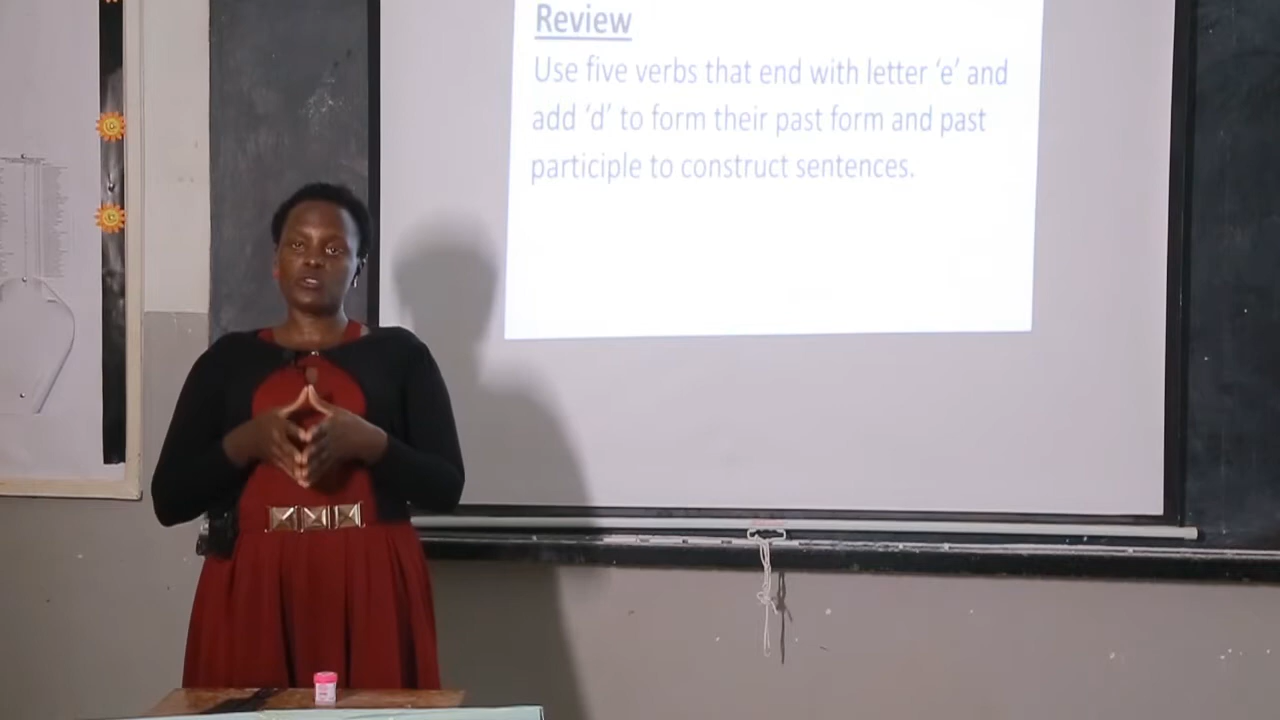 Review
Use five verbs that end with letter ‘e’ and
add ‘d’ to form their past form and past
participle to construct sentences.